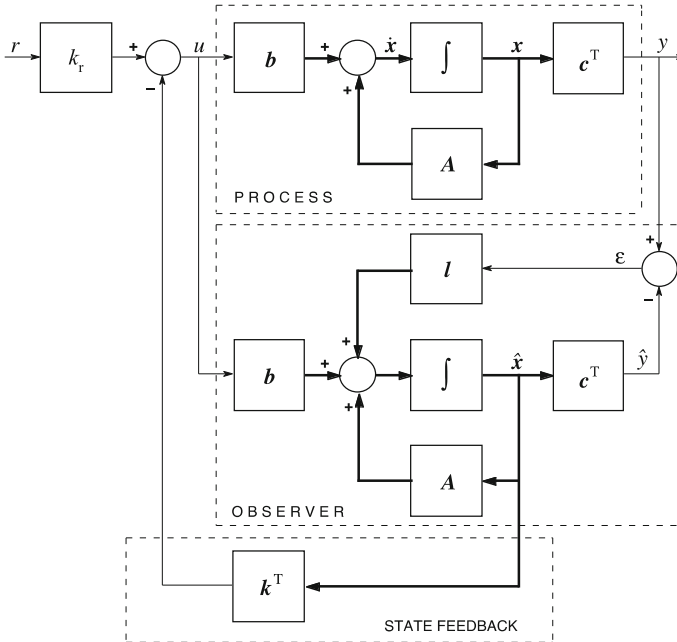 r
k_r
+
−
u
b
+
+
ẋ
∫
x
c^T
y
A
PROCESS
l
ε
+
−
+
b
+
+
∫
x̂
c^T
ŷ
A
OBSERVER
k^T
STATE FEEDBACK